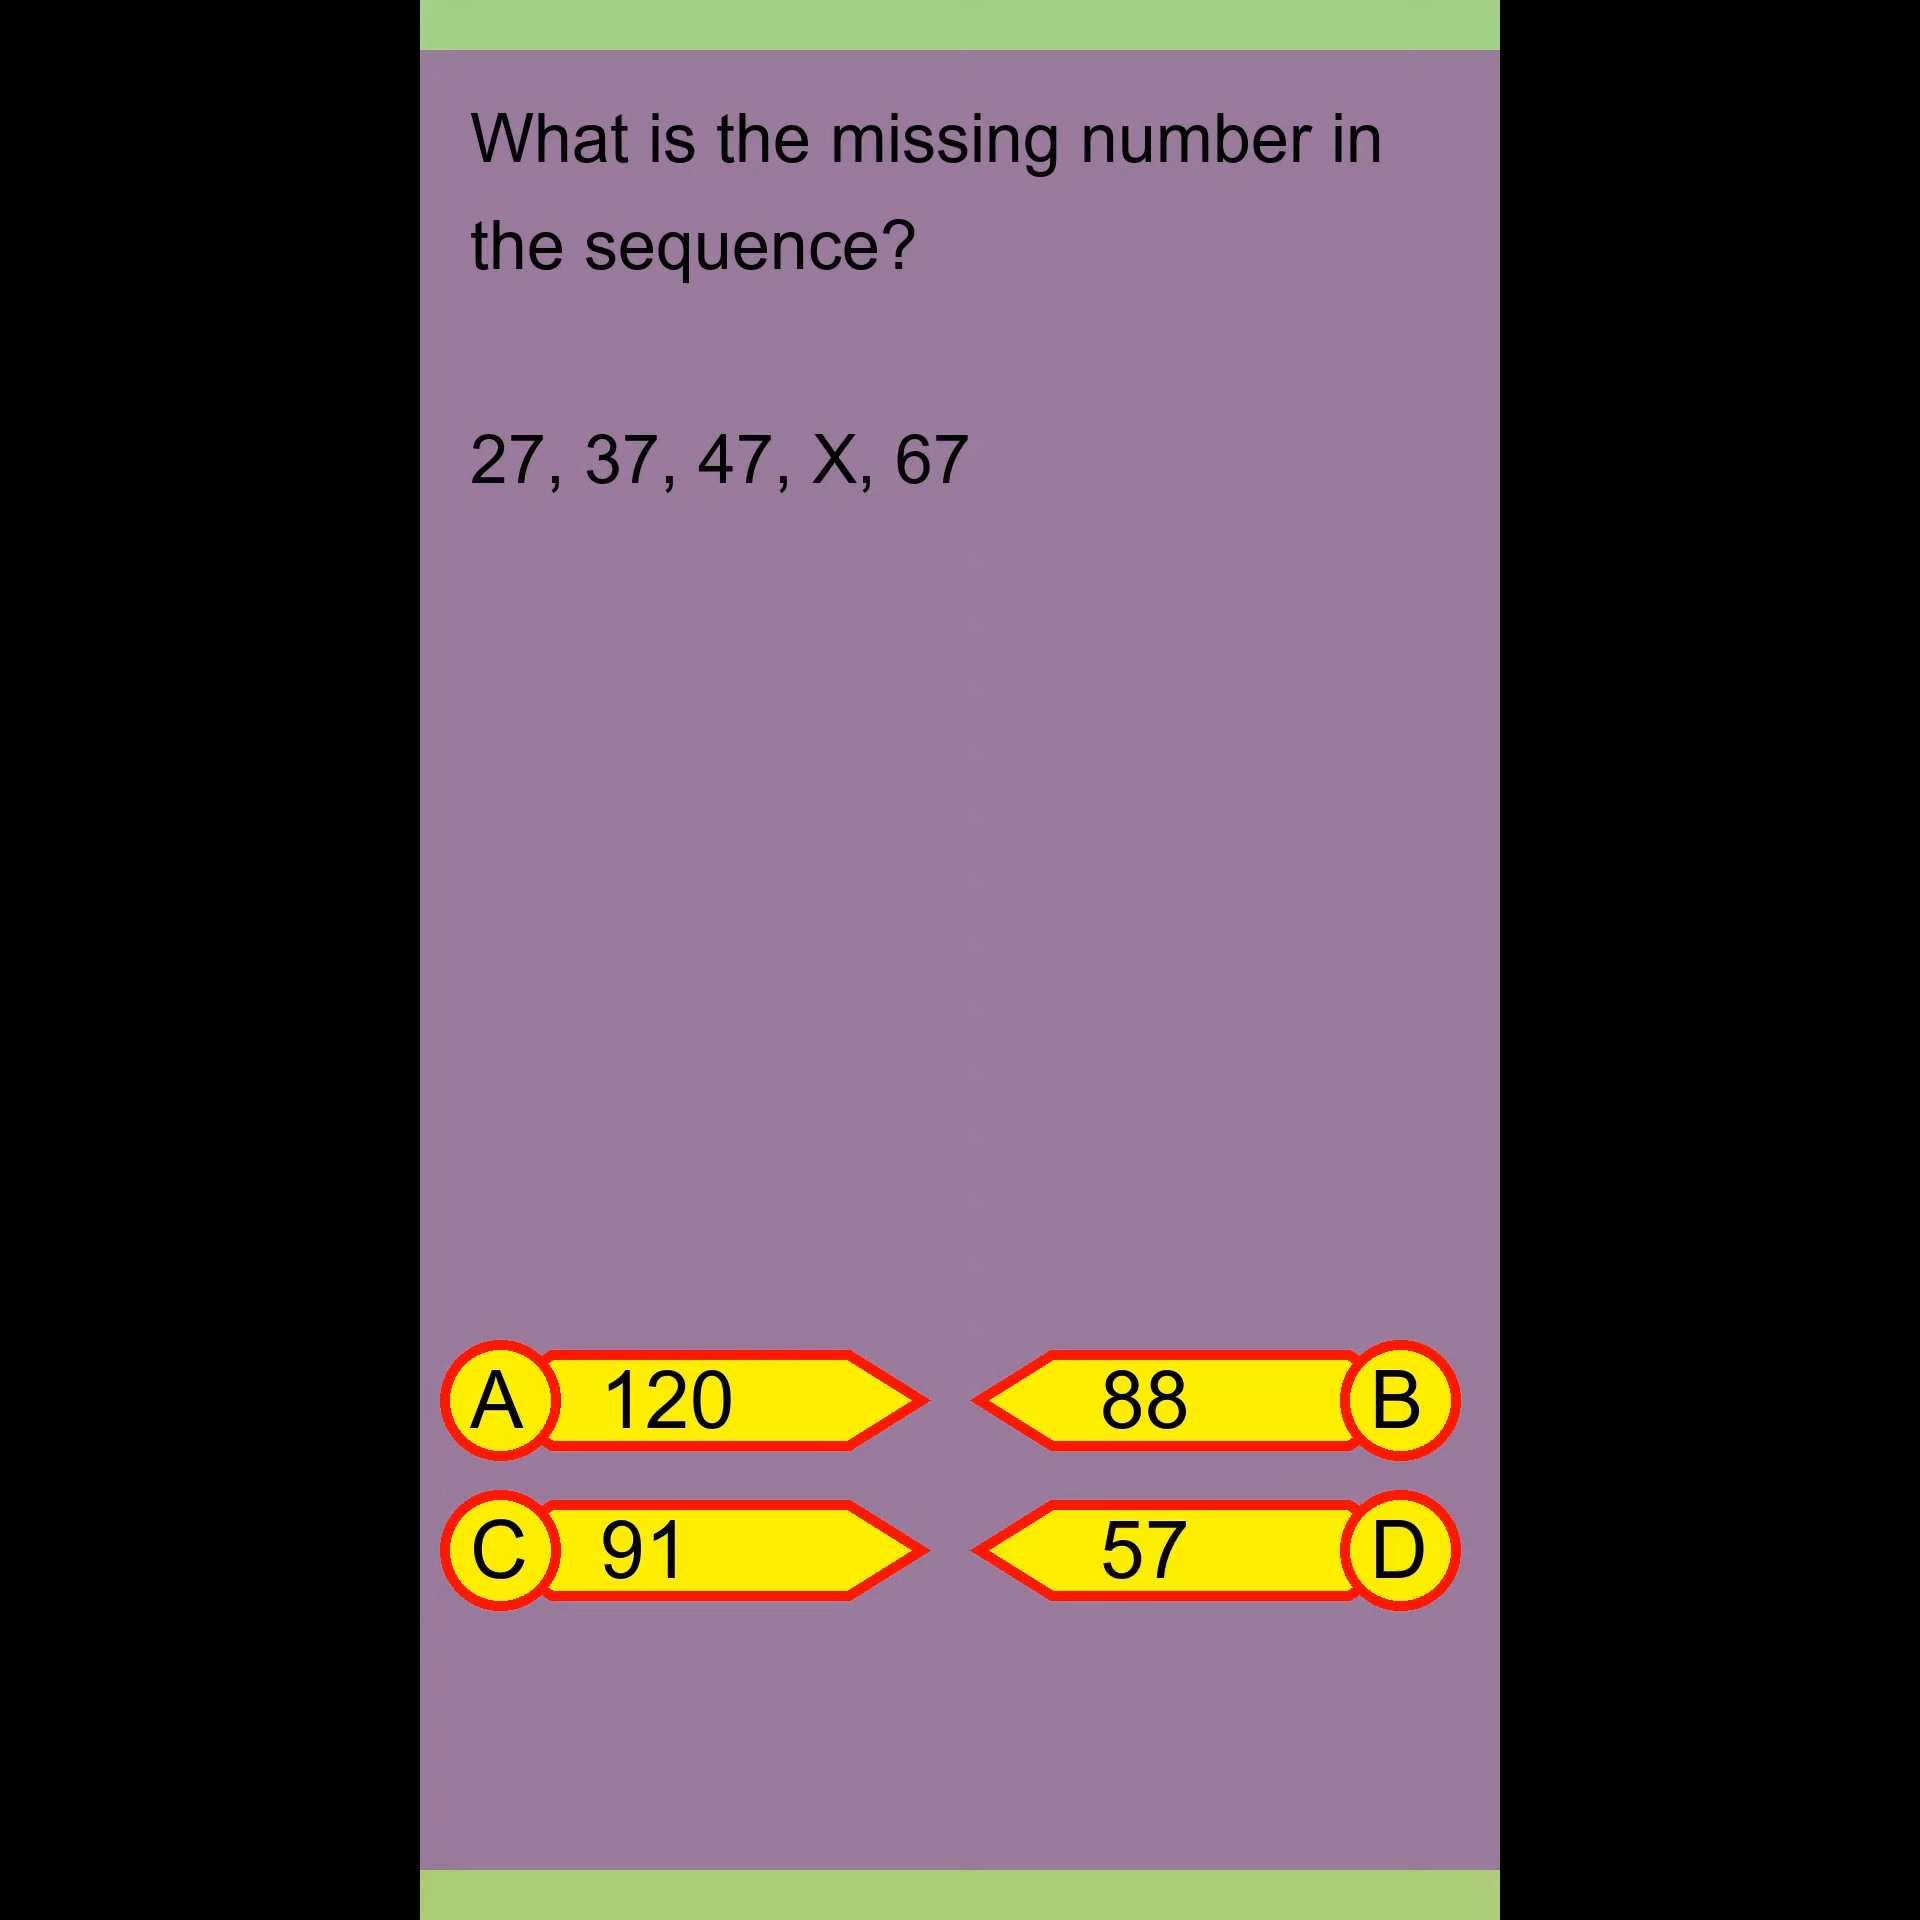 What is the missing number in
the sequence?
27, 37, 47, X, 67
A 120
88 B
C 91
57 D